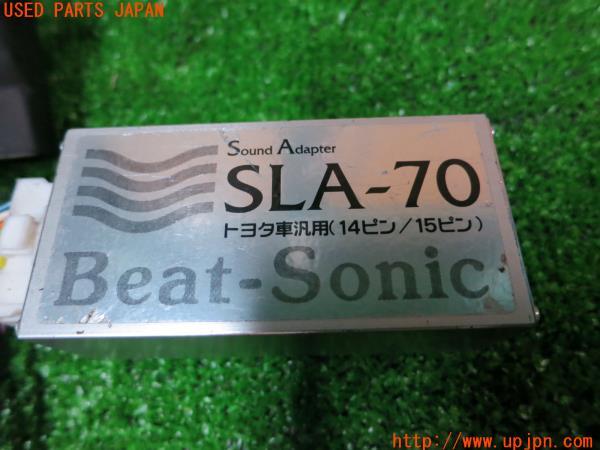 USED PARTS JAPAN
Sound Adapter
SLA-70
トヨタ車汎用(14ピン/15ピン)
Beat-Sonic
http://www.upjpn.com